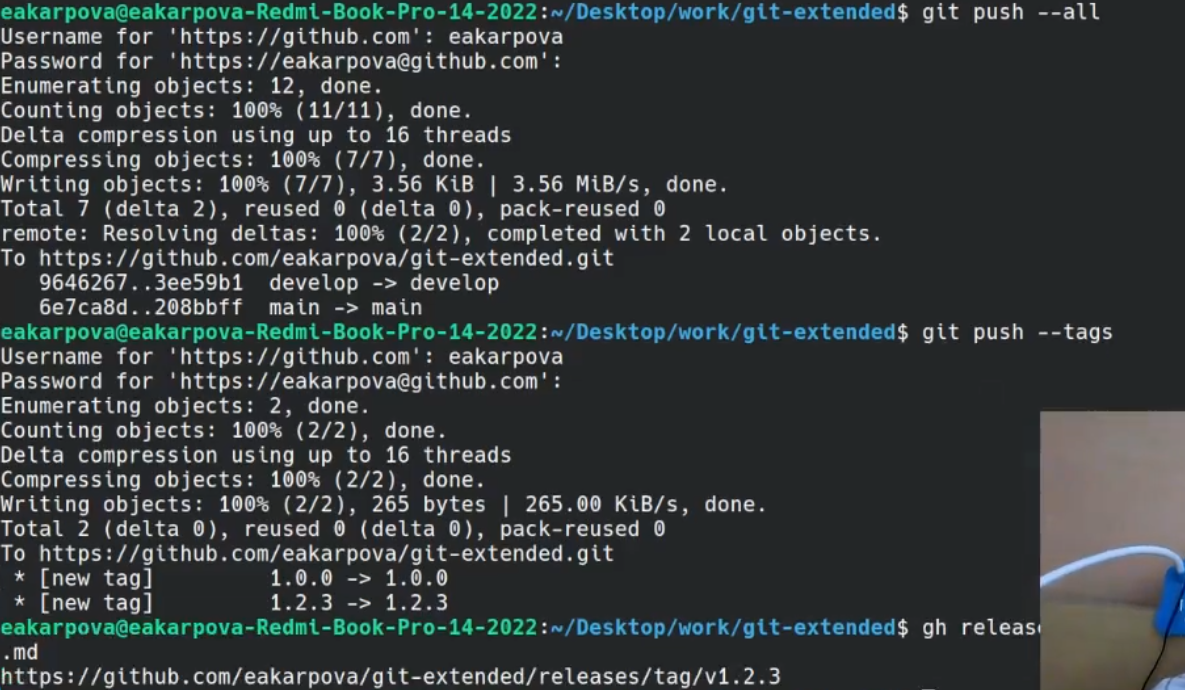 eakarpova@eakarpova-Redmi-Book-Pro-14-2022:~/Desktop/work/git-extended$ git push --all
Username for 'https://github.com': eakarpova
Password for 'https://eakarpova@github.com':
Enumerating objects: 12, done.
Counting objects: 100% (11/11), done.
Delta compression using up to 16 threads
Compressing objects: 100% (7/7), done.
Writing objects: 100% (7/7), 3.56 KiB | 3.56 MiB/s, done.
Total 7 (delta 2), reused 0 (delta 0), pack-reused 0
remote: Resolving deltas: 100% (2/2), completed with 2 local objects.
To https://github.com/eakarpova/git-extended.git
   9646267..3ee59b1  develop -> develop
   6e7ca8d..208bbff  main -> main
eakarpova@eakarpova-Redmi-Book-Pro-14-2022:~/Desktop/work/git-extended$ git push --tags
Username for 'https://github.com': eakarpova
Password for 'https://eakarpova@github.com':
Enumerating objects: 2, done.
Counting objects: 100% (2/2), done.
Delta compression using up to 16 threads
Compressing objects: 100% (2/2), done.
Writing objects: 100% (2/2), 265 bytes | 265.00 KiB/s, done.
Total 2 (delta 0), reused 0 (delta 0), pack-reused 0
To https://github.com/eakarpova/git-extended.git
 * [new tag]         1.0.0 -> 1.0.0
 * [new tag]         1.2.3 -> 1.2.3
eakarpova@eakarpova-Redmi-Book-Pro-14-2022:~/Desktop/work/git-extended$ gh
.md
https://github.com/eakarpova/git-extended/releases/tag/v1.2.3